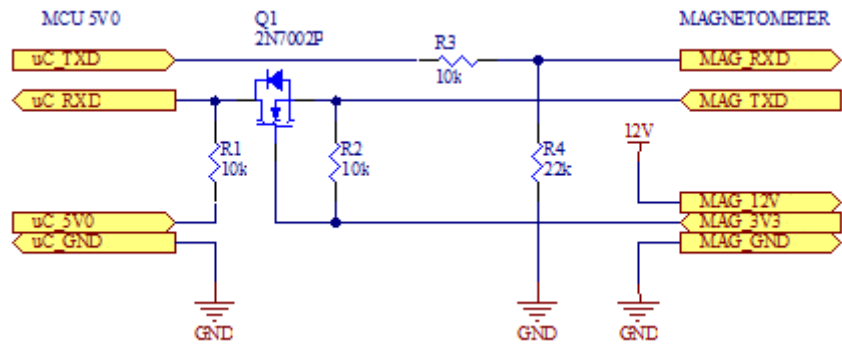 MCU 5V0
Q1
2N7002P
MAGNETOMETER
uC_TXD
R3
10k
MAG_RXD
uC_RXD
MAG_TXD
R1
10k
R2
10k
R4
22k
12V
MAG_12V
uC_5V0
MAG_3V3
uC_GND
MAG_GND
GND
GND
GND